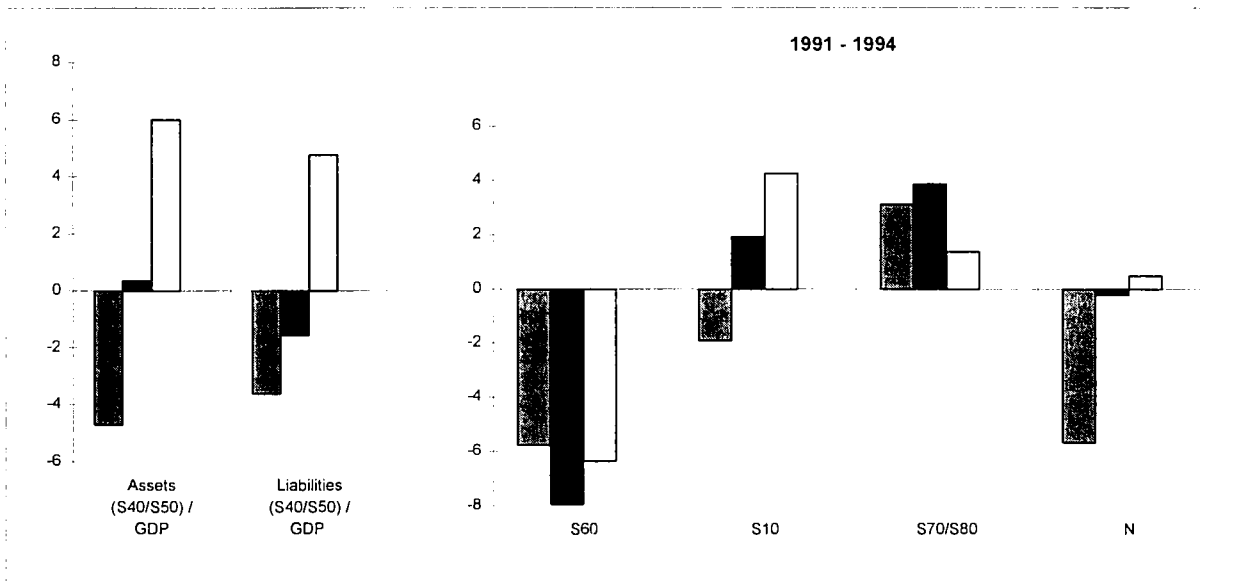 1991 - 1994
8
6
4
2
0
-2
-4
-6
Assets
(S40/S50) /
GDP
Liabilities
(S40/S50) /
GDP
6
4
2
0
-2
-4
-6
-8
S60
S10
S70/S80
N